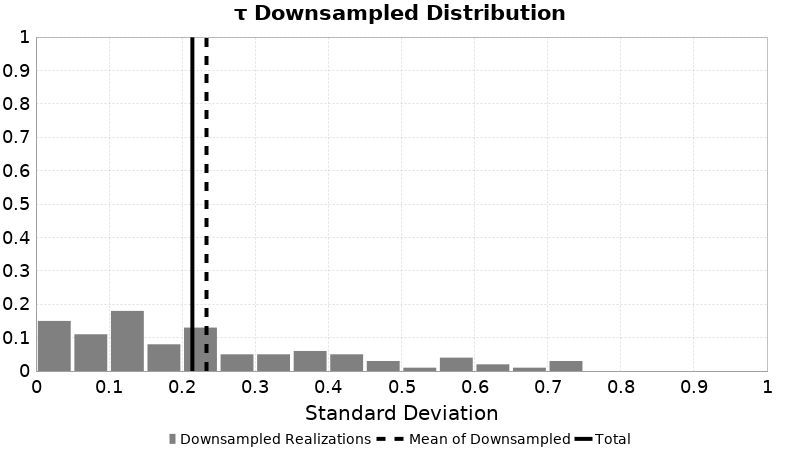 τ Downsampled Distribution
1
0.9
0.8
0.7
0.6
0.5
0.4
0.3
0.2
0.1
0
0 0.1 0.2 0.3 0.4 0.5 0.6 0.7 0.8 0.9 1
Standard Deviation
Downsampled Realizations Mean of Downsampled Total